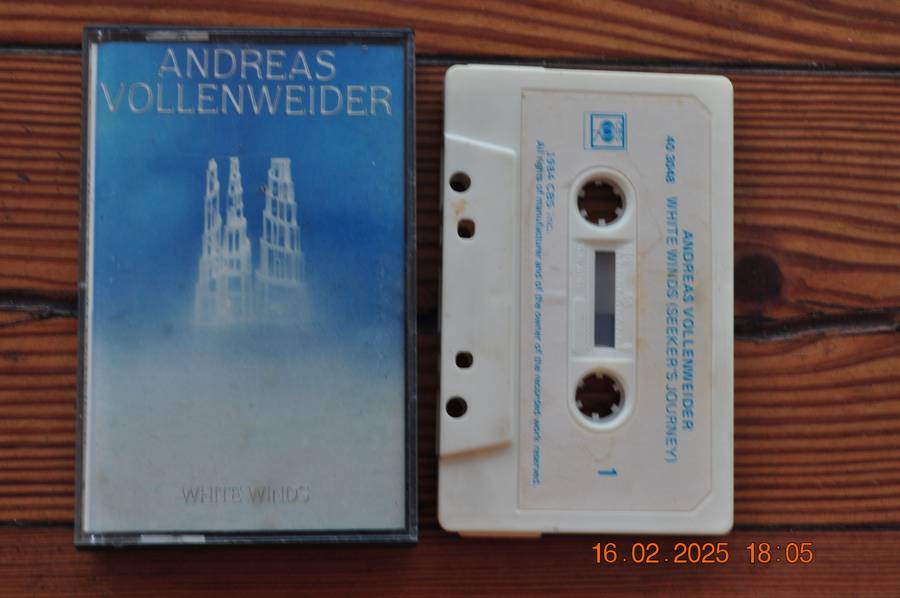 ANDREAS
VOLLENWEIDER
WHITE WINDS
CBS
ANDREAS VOLLENWEIDER
40 3048 WHITE WINDS (SEEKER'S JOURNEY)
1
1984 CBS Inc.
All rights of manufacturer and of the owner of the recorded work reserved.
16.02.2025 18:05